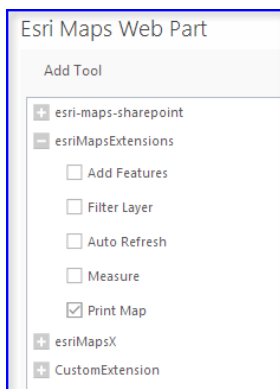 Esri Maps Web Part
Add Tool
esri-maps-sharepoint
esriMapsExtensions
Add Features
Filter Layer
Auto Refresh
Measure
Print Map
esriMapsX
CustomExtension